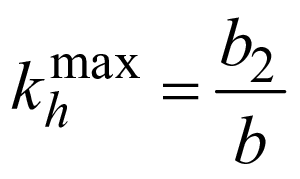 k_h^max = b_2 / b